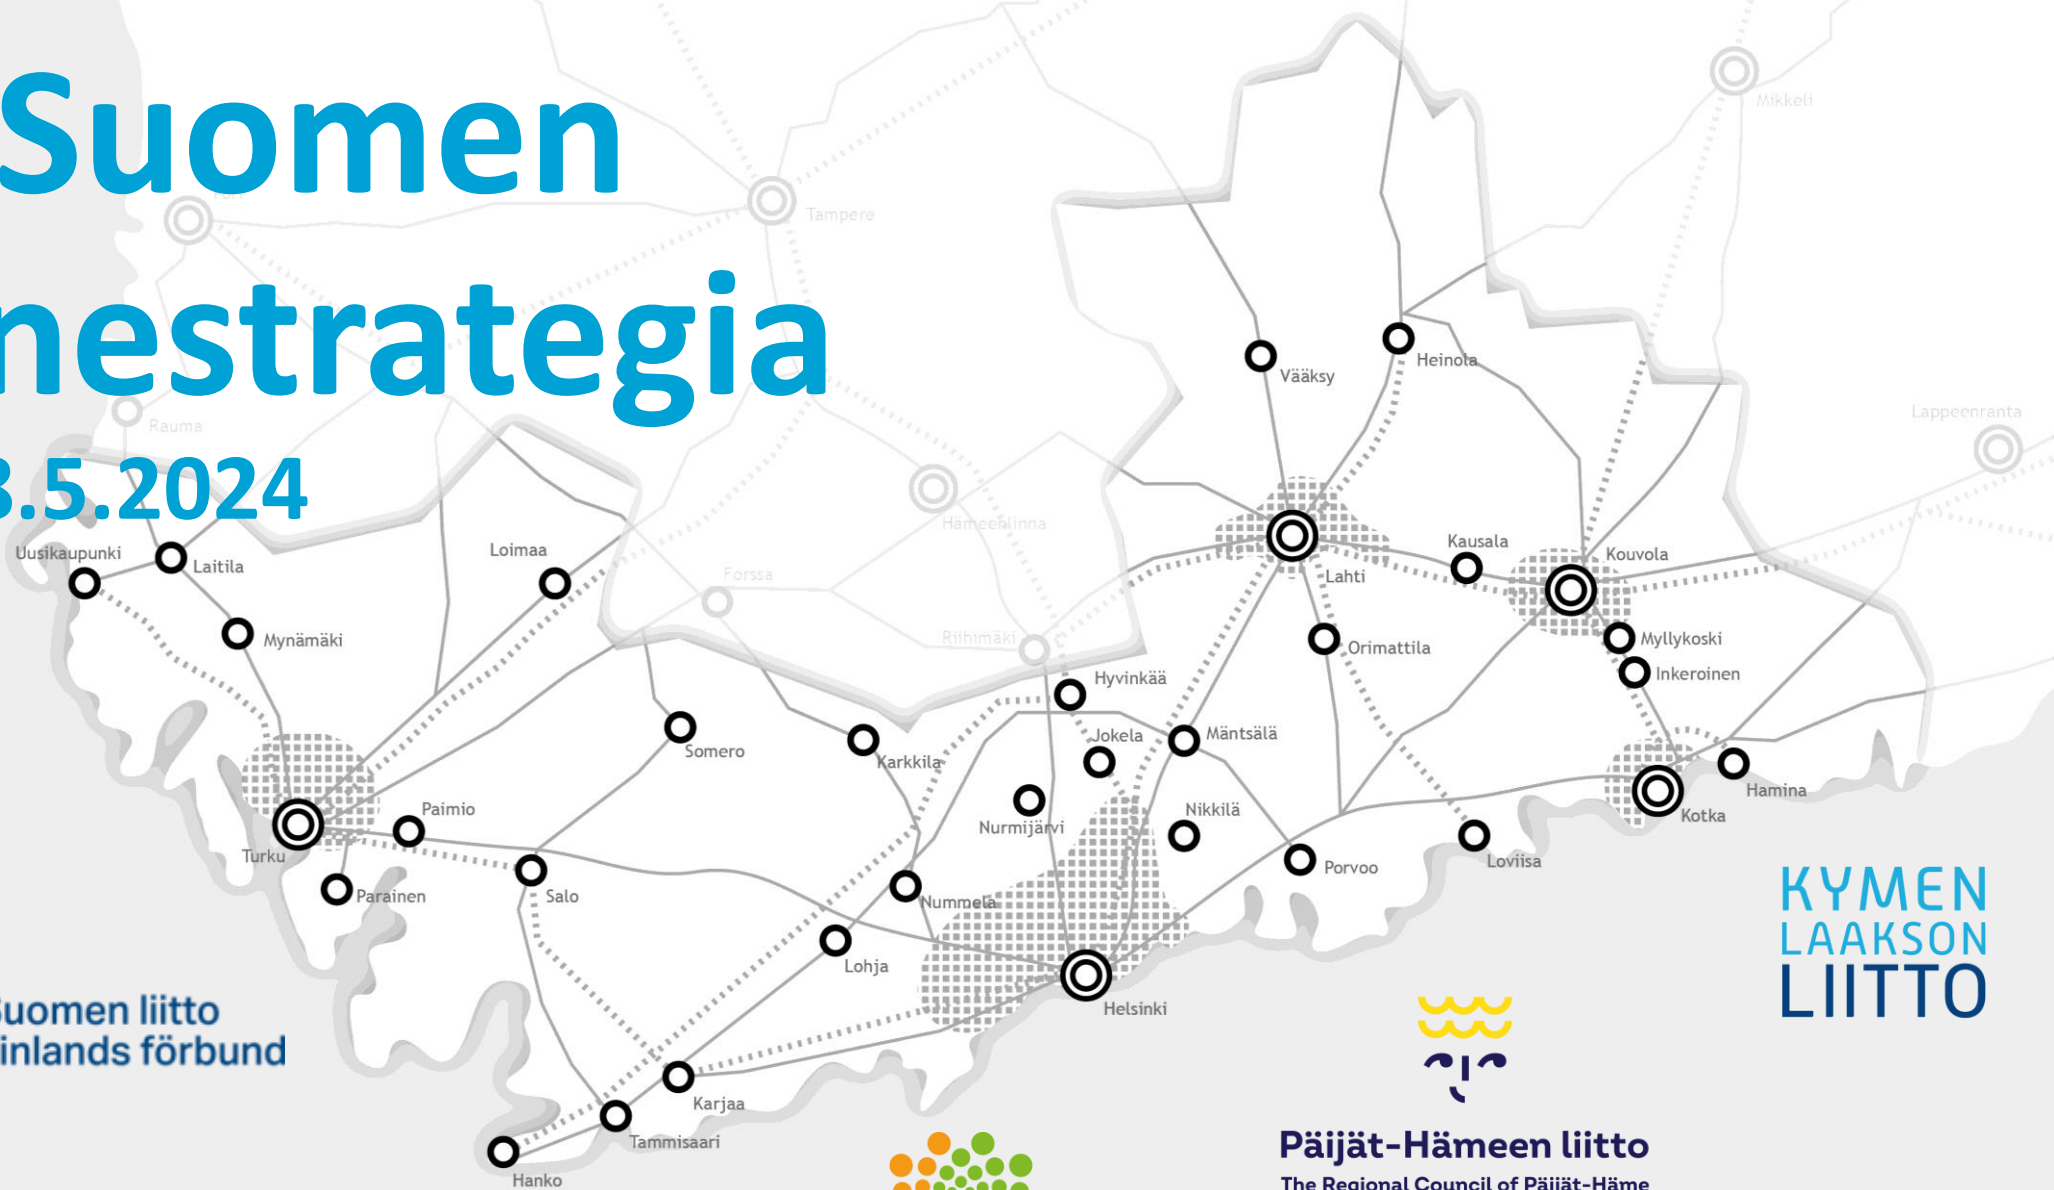 Suomen
nestrategia
3.5.2024
Mikkeli
Tampere
Vääksy
Heinola
Rauma
Lappeenranta
Hämeenlinna
Uusikaupunki
Laitila
Loimaa
Forssa
Lahti
Kausala
Kouvola
Mynämäki
Riihimäki
Orimattila
Myllykoski
Inkeroinen
Hyvinkää
Somero
Karkkila
Jokela
Mäntsälä
Hamina
Paimio
Nurmijärvi
Nikkilä
Kotka
Turku
Parainen
Salo
Nummela
Porvoo
Loviisa
Lohja
Helsinki
Karjaa
Tammisaari
Hanko
KYMEN
LAAKSON
LIITTO
Suomen liitto
inlands förbund
Päijät-Hämeen liitto
The Regional Council of Päijät-Häme